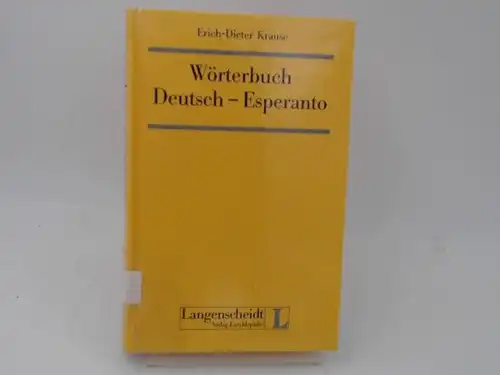 Erich-Dieter Krause
Wörterbuch
Deutsch – Esperanto
Langenscheidt L
Verlag Enzyklopädie